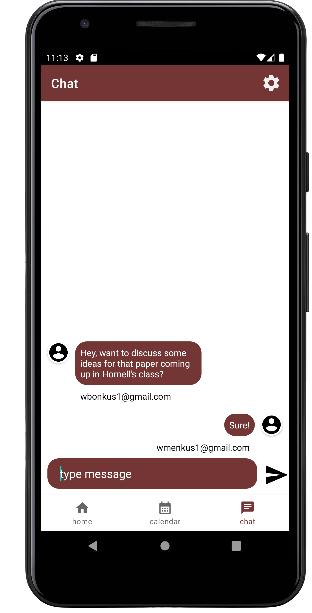 11:13
Chat
Hey, want to discuss some
ideas for that paper coming
up in Hornell's class?
wbonkus1@gmail.com
Sure!
wmenkus1@gmail.com
type message
home calendar chat